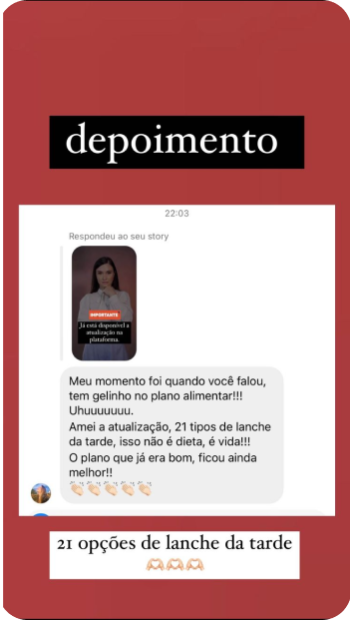 depoimento
22:03
Respondeu ao seu story
IMPORTANTE
Já está disponível a
atualização na
plataforma
Meu momento foi quando você falou,
tem gelinho no plano alimentar!!!
Uhuuuuuuu.
Amei a atualização, 21 tipos de lanche
da tarde, isso não é dieta, é vida!!!
O plano que já era bom, ficou ainda
melhor!!
👏🏻👏🏻👏🏻👏🏻👏🏻
21 opções de lanche da tarde
🫶🏻🫶🏻🫶🏻